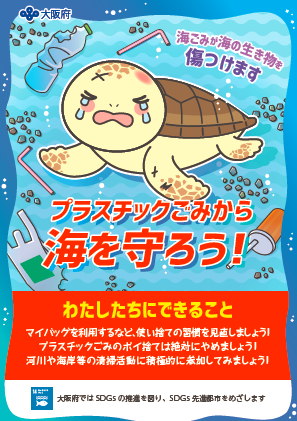 大阪府
海ごみが海の生き物を
傷つけます
プラスチックごみから
海を守ろう!
わたしたちにできること
マイバッグを利用するなど、使い捨ての習慣を見直しましょう!
プラスチックごみのポイ捨ては絶対にやめましょう!
河川や海岸等の清掃活動に積極的に参加してみましょう!
大阪府ではSDGsの推進を図り、SDGs先進都市をめざします